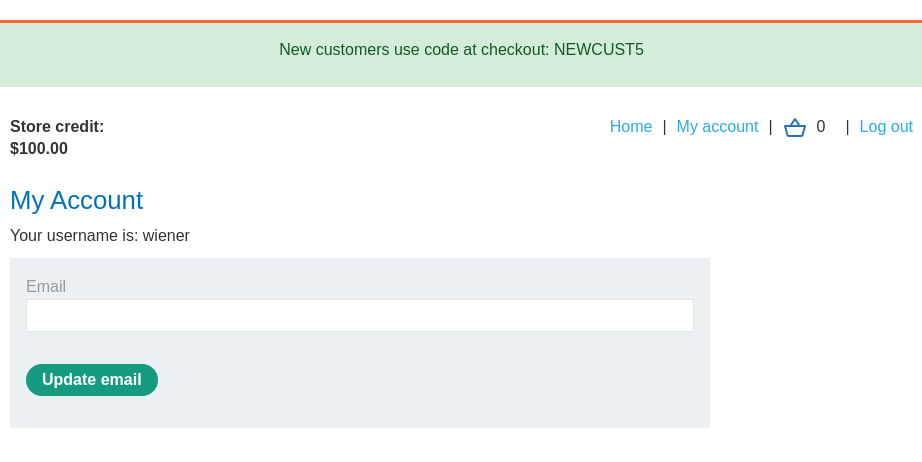 New customers use code at checkout: NEWCUST5
Store credit:
$100.00
Home | My account | 0 | Log out
My Account
Your username is: wiener
Email
Update email